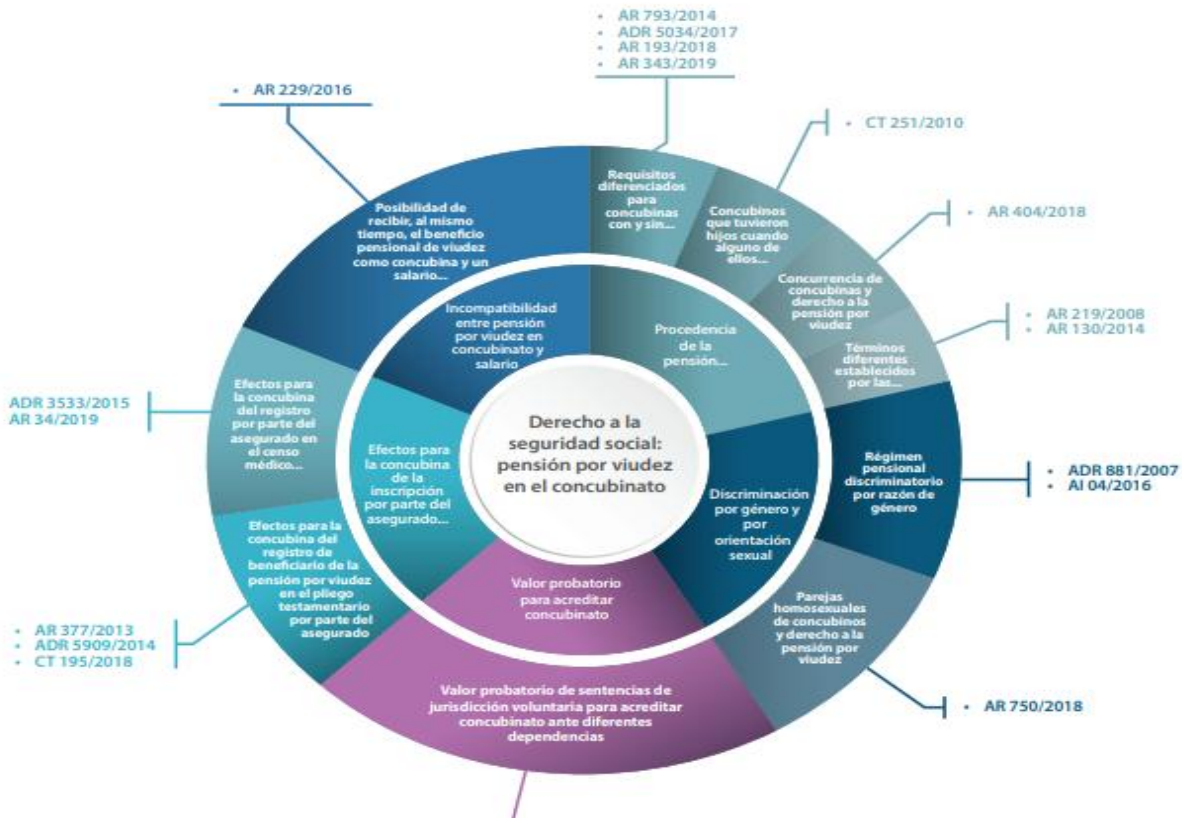 • AR 793/2014
• ADR 5034/2017
• AR 193/2018
• AR 343/2019
• AR 229/2016
• CT 251/2010
• AR 404/2018
• AR 219/2008
• AR 130/2014
ADR 3533/2015
AR 34/2019
• ADR 881/2007
• AI 04/2016
• AR 377/2013
• ADR 5909/2014
• CT 195/2018
• AR 750/2018
Requisitos
diferenciados
para
concubinas
con y sin...
Concubinos
que tuvieron
hijos cuando
alguno de
ellos...
Concurrencia de
concubinas y
derecho a la
pensión por
viudez
Términos
diferentes
establecidos
por las...
Régimen
pensional
discriminatorio
por razón de
género
Parejas
homosexuales
de concubinos
y derecho a la
pensión por
viudez
Valor probatorio de sentencias de
jurisdicción voluntaria para acreditar
concubinato ante diferentes
dependencias
Efectos para la
concubina del
registro de
beneficiario de la
pensión por viudez
en el pliego
testamentario
por parte del
asegurado
Efectos para
la concubina
del registro
por parte del
asegurado en
el censo
médico...
Posibilidad de
recibir, al mismo
tiempo, el beneficio
pensional de viudez
como concubina y un
salario...
Incompatibilidad
entre pensión
por viudez en
concubinato y
salario
Procedencia
de la
pensión...
Discriminación
por género y
por
orientación
sexual
Valor probatorio
para acreditar
concubinato
Efectos para
la concubina
de la
inscripción
por parte del
asegurado...
Derecho a la
seguridad social:
pensión por viudez
en el concubinato